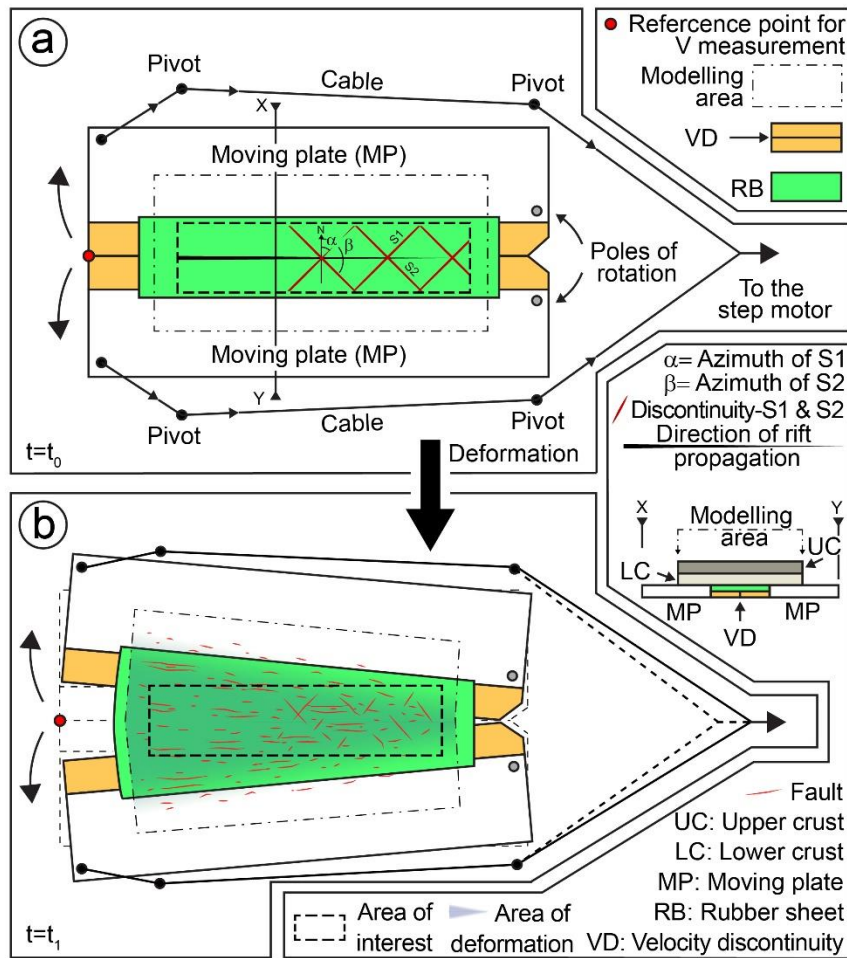 a
Refercence point for
V measurement
Modelling
area
VD
RB
Pivot
Cable
Pivot
X
Moving plate (MP)
N
α
β
S1
S2
Poles of
rotation
To the
step motor
Moving plate (MP)
Y
Pivot
Cable
Pivot
t=t0
α= Azimuth of S1
β= Azimuth of S2
Discontinuity-S1 & S2
Direction of rift
propagation
Deformation
b
X
Modelling
area
Y
UC
LC
MP
MP
VD
Fault
UC: Upper crust
LC: Lower crust
MP: Moving plate
RB: Rubber sheet
VD: Velocity discontinuity
Area of
interest
Area of
deformation
t=t1